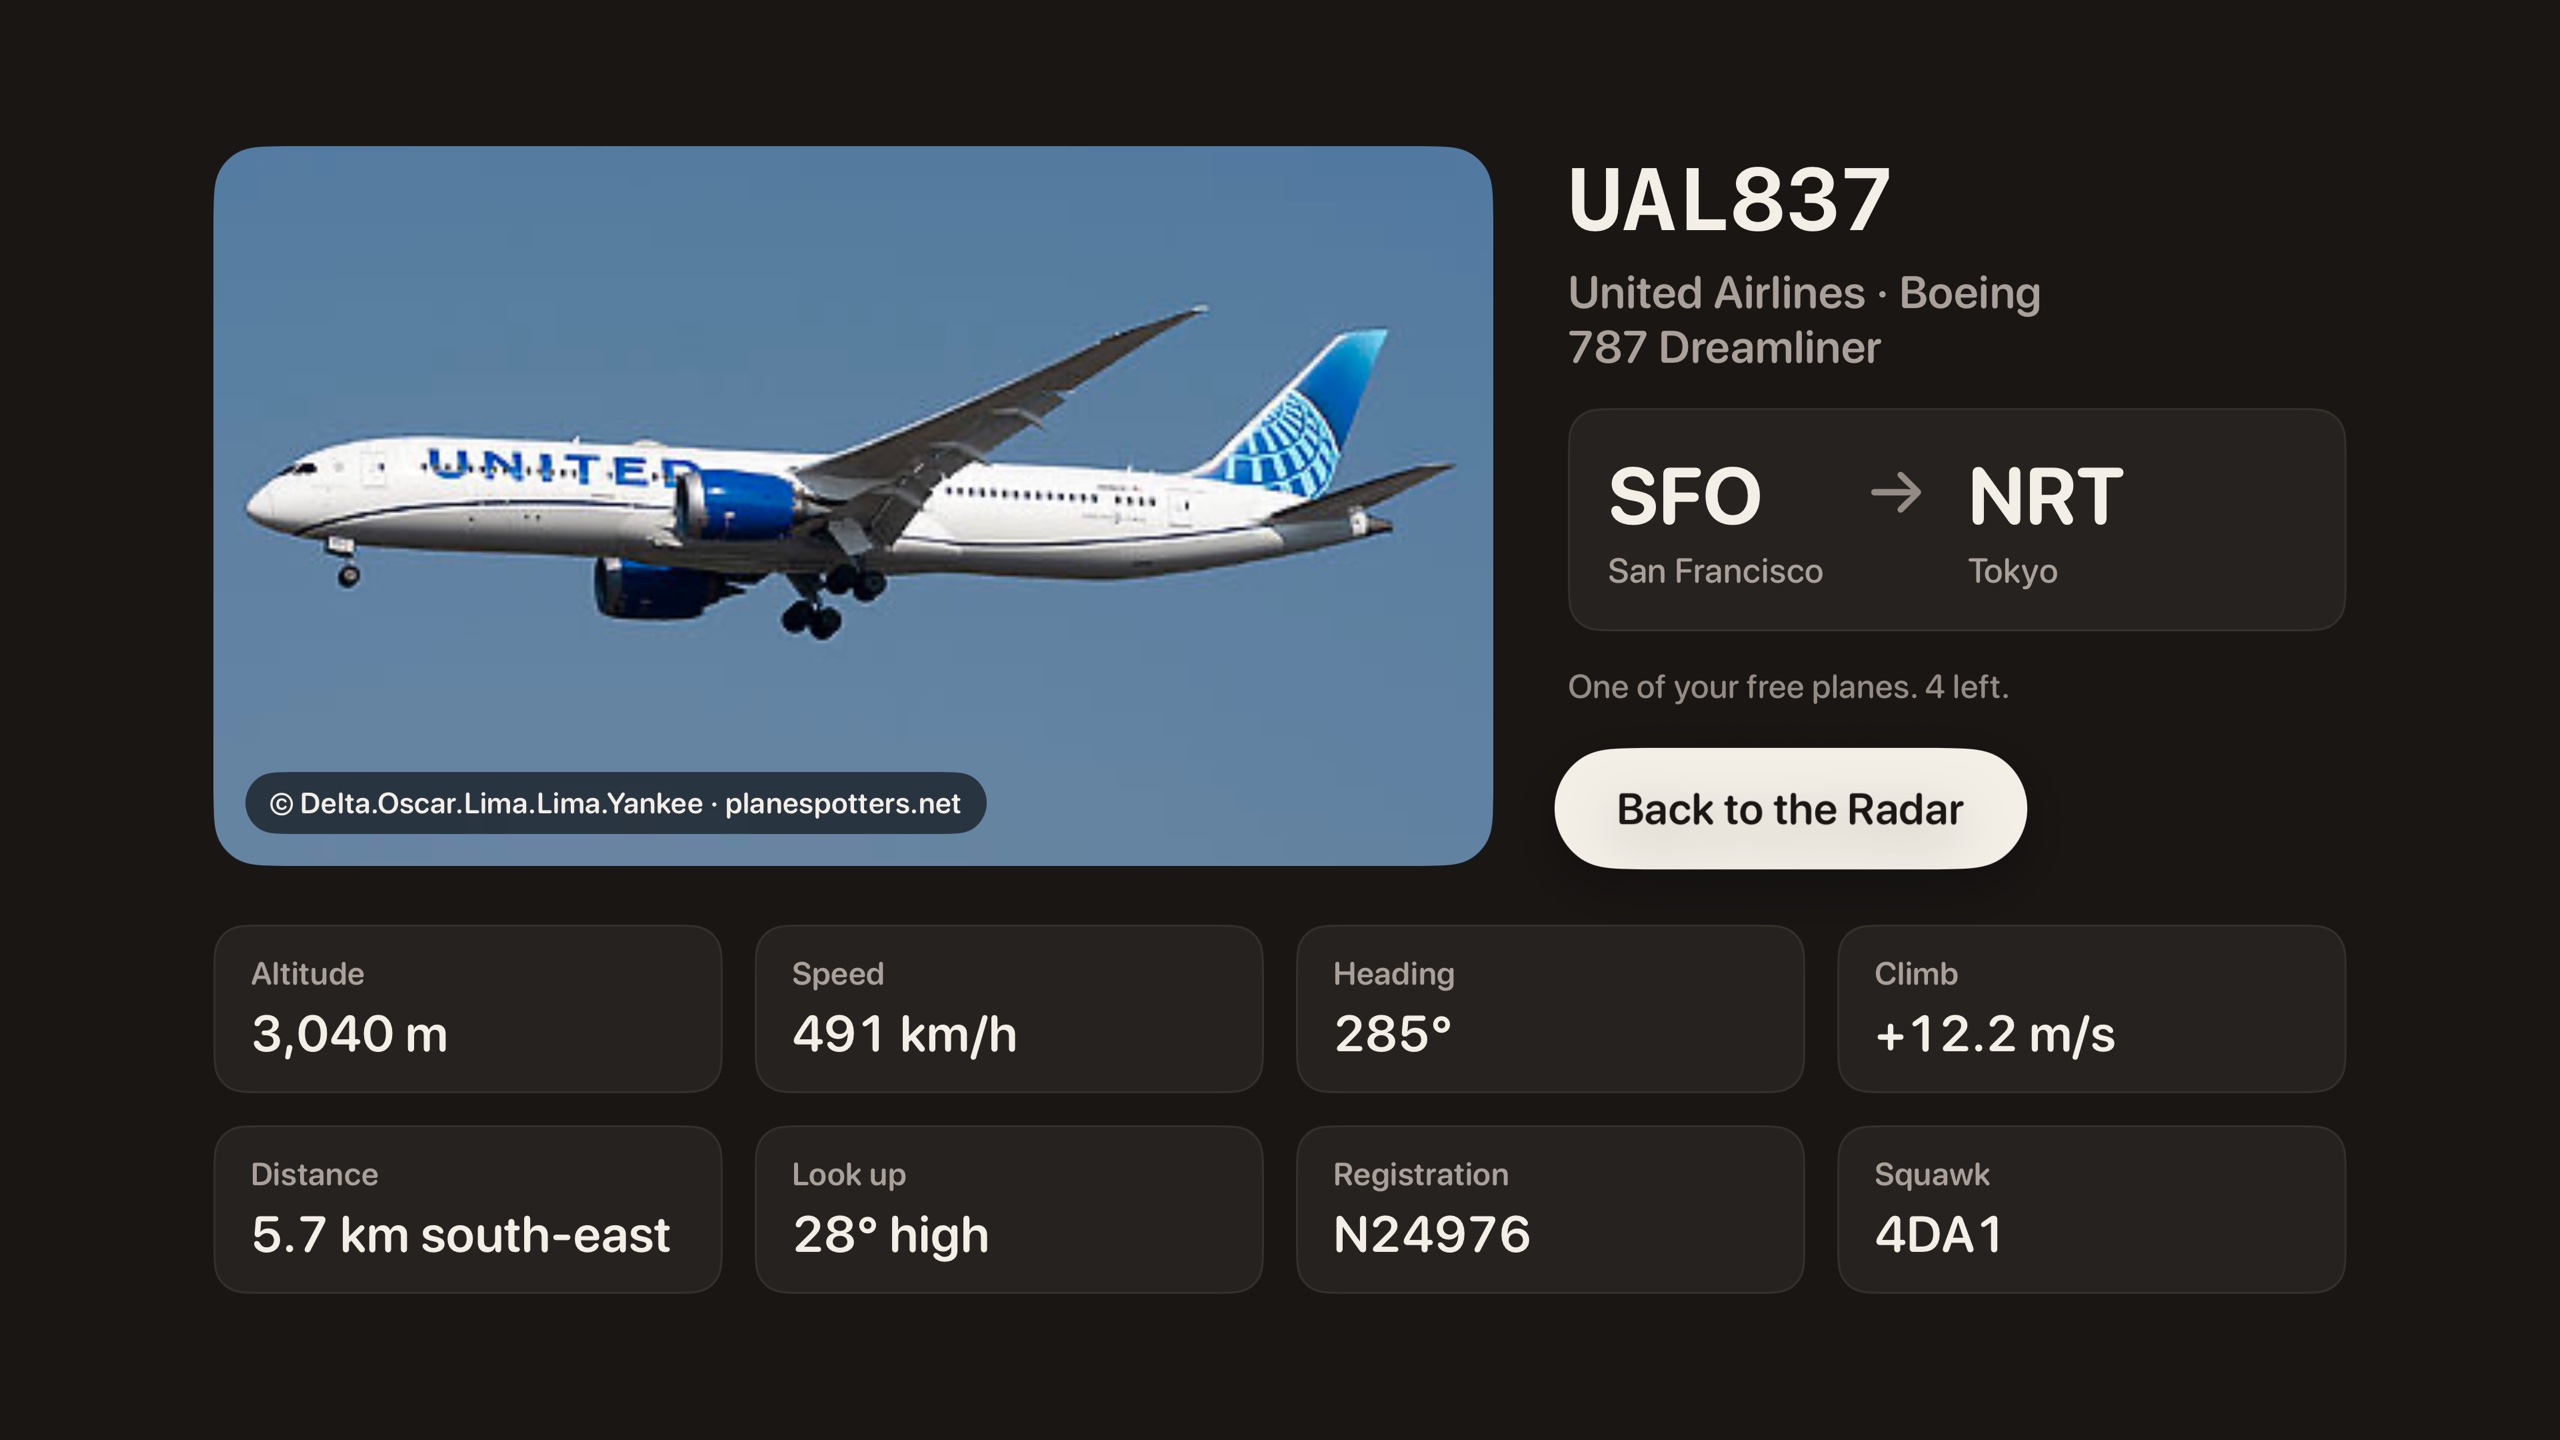 UAL837
United Airlines · Boeing
787 Dreamliner
UNITED
SFO → NRT
San Francisco Tokyo
One of your free planes. 4 left.
© Delta.Oscar.Lima.Lima.Yankee · planespotters.net
Back to the Radar
Altitude
3,040 m
Speed
491 km/h
Heading
285°
Climb
+12.2 m/s
Distance
5.7 km south-east
Look up
28° high
Registration
N24976
Squawk
4DA1